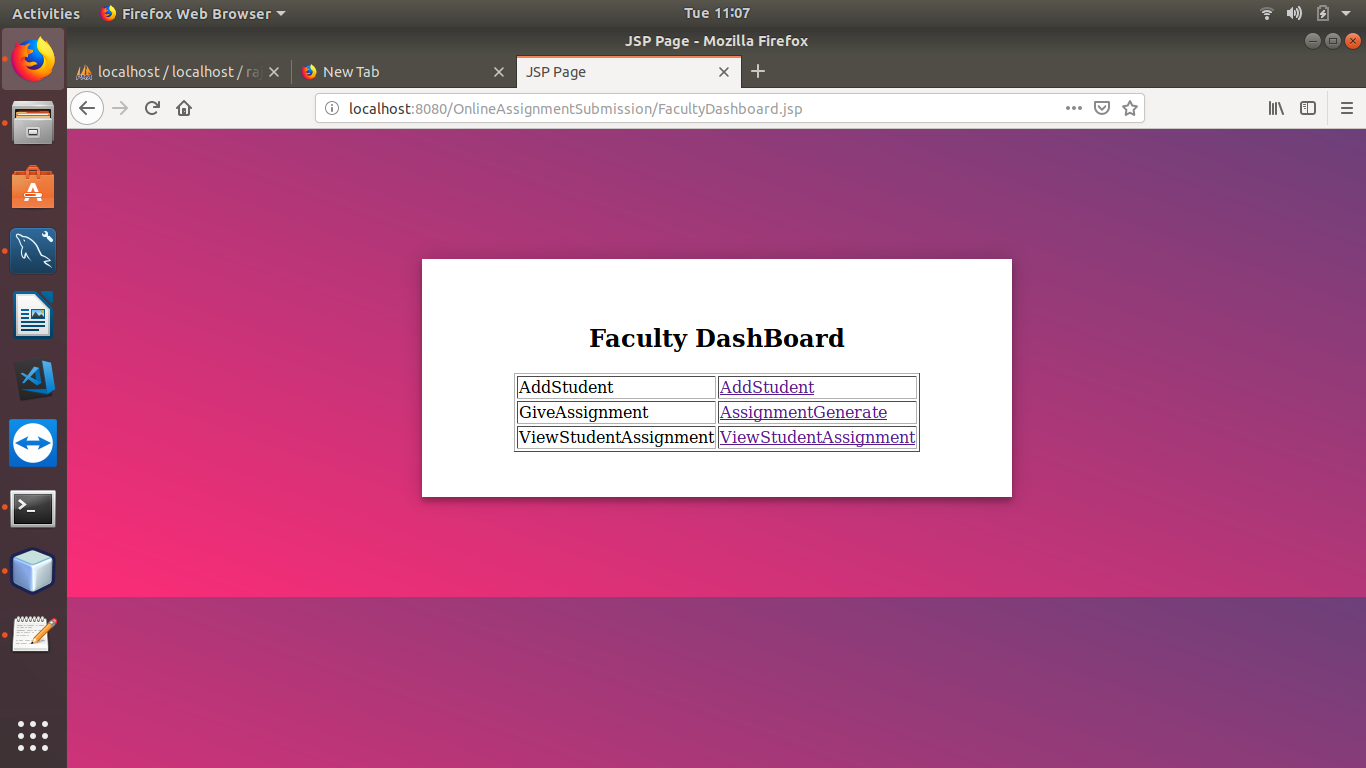 Activities Firefox Web Browser Tue 11:07
JSP Page - Mozilla Firefox
localhost / localhost / ra New Tab JSP Page
localhost:8080/OnlineAssignmentSubmission/FacultyDashboard.jsp
Faculty DashBoard
AddStudent AddStudent
GiveAssignment AssignmentGenerate
ViewStudentAssignment ViewStudentAssignment